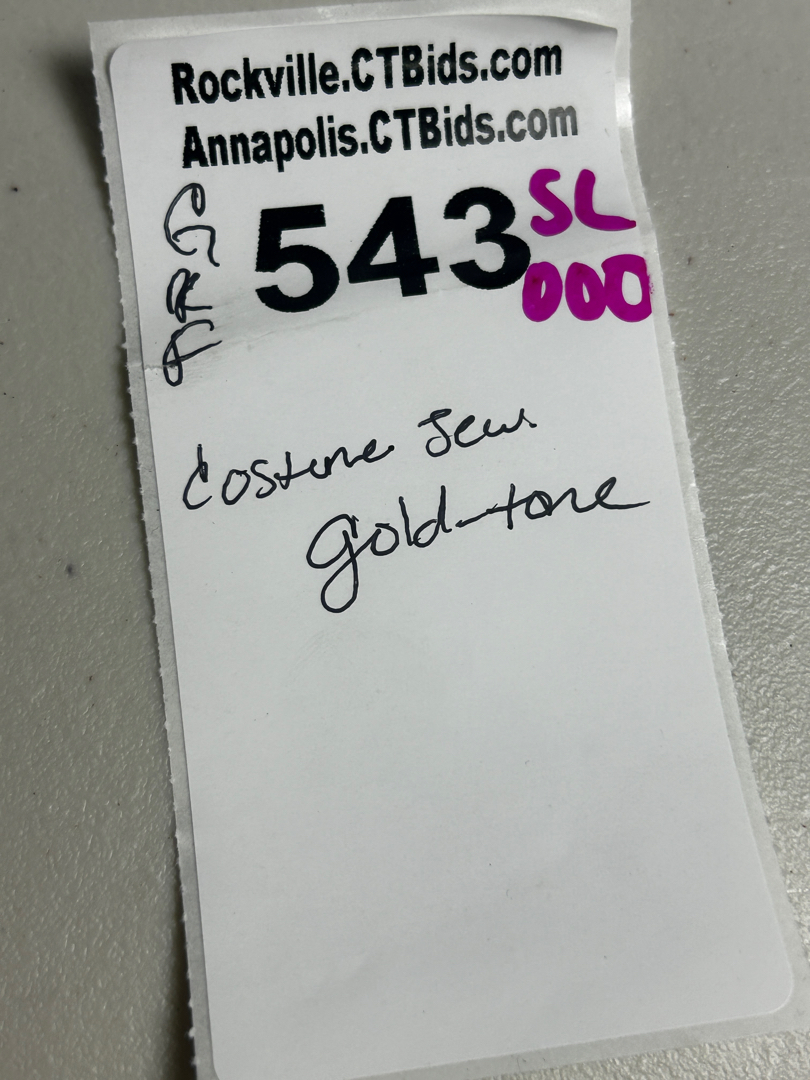 Rockville.CTBids.com
Annapolis.CTBids.com
543
SL
000
Costume Jew.
gold-tone